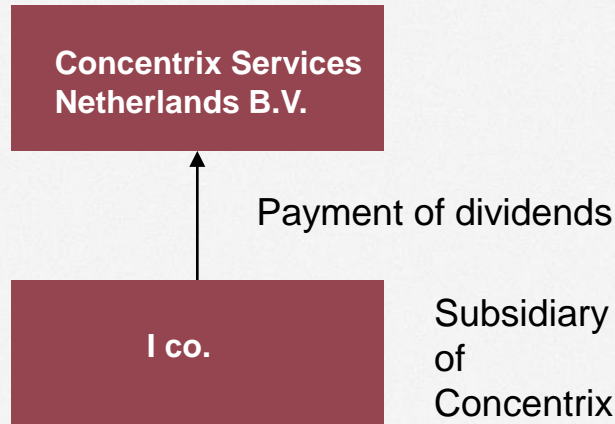 Concentrix Services
Netherlands B.V.
Payment of dividends
I co.
Subsidiary
of
Concentrix